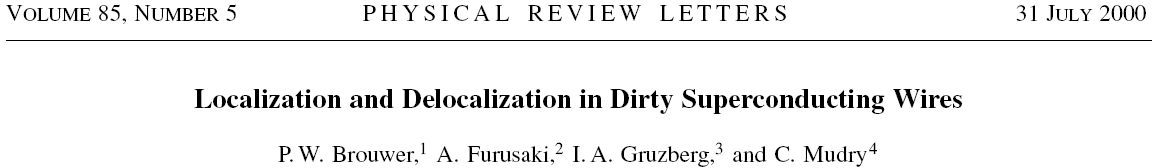 VOLUME 85, NUMBER 5 PHYSICAL REVIEW LETTERS 31 JULY 2000
Localization and Delocalization in Dirty Superconducting Wires
P. W. Brouwer,¹ A. Furusaki,² I. A. Gruzberg,³ and C. Mudry⁴